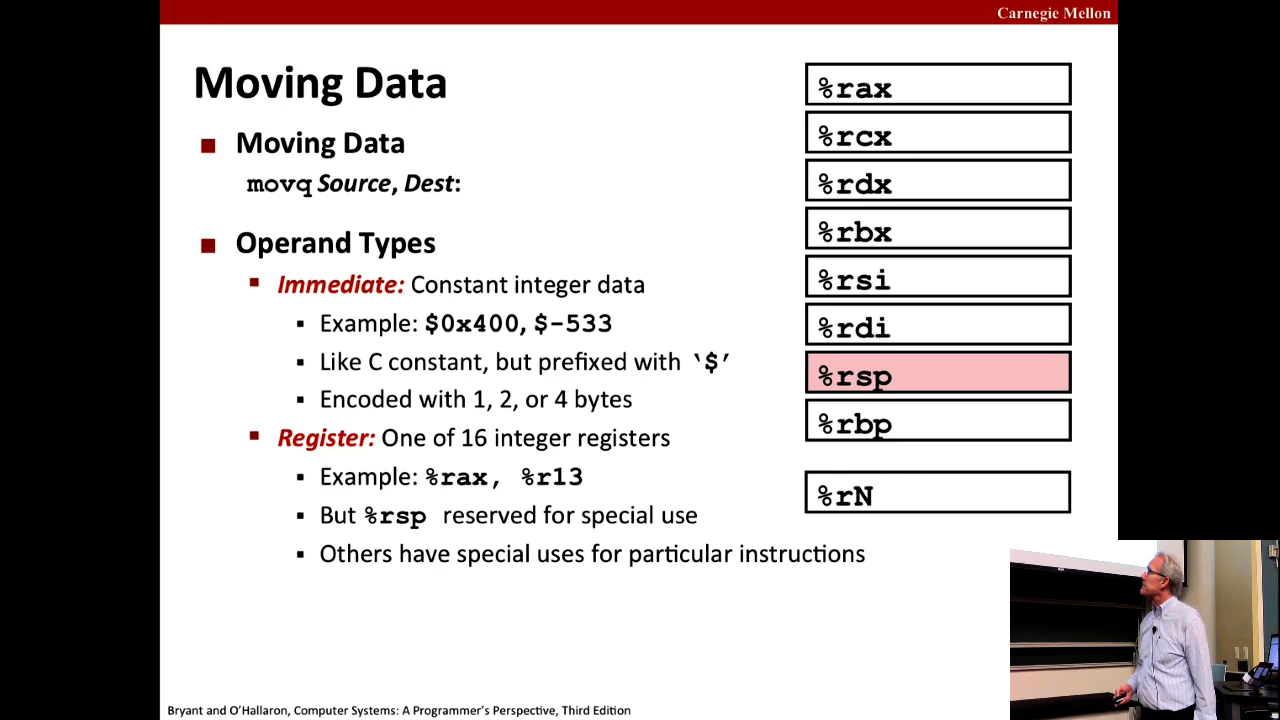 Carnegie Mellon
Moving Data
Moving Data
movq Source, Dest:
Operand Types
Immediate: Constant integer data
Example: $0x400, $-533
Like C constant, but prefixed with ‘$’
Encoded with 1, 2, or 4 bytes
Register: One of 16 integer registers
Example: %rax, %r13
But %rsp reserved for special use
Others have special uses for particular instructions
%rax
%rcx
%rdx
%rbx
%rsi
%rdi
%rsp
%rbp
%rN
Bryant and O’Hallaron, Computer Systems: A Programmer’s Perspective, Third Edition